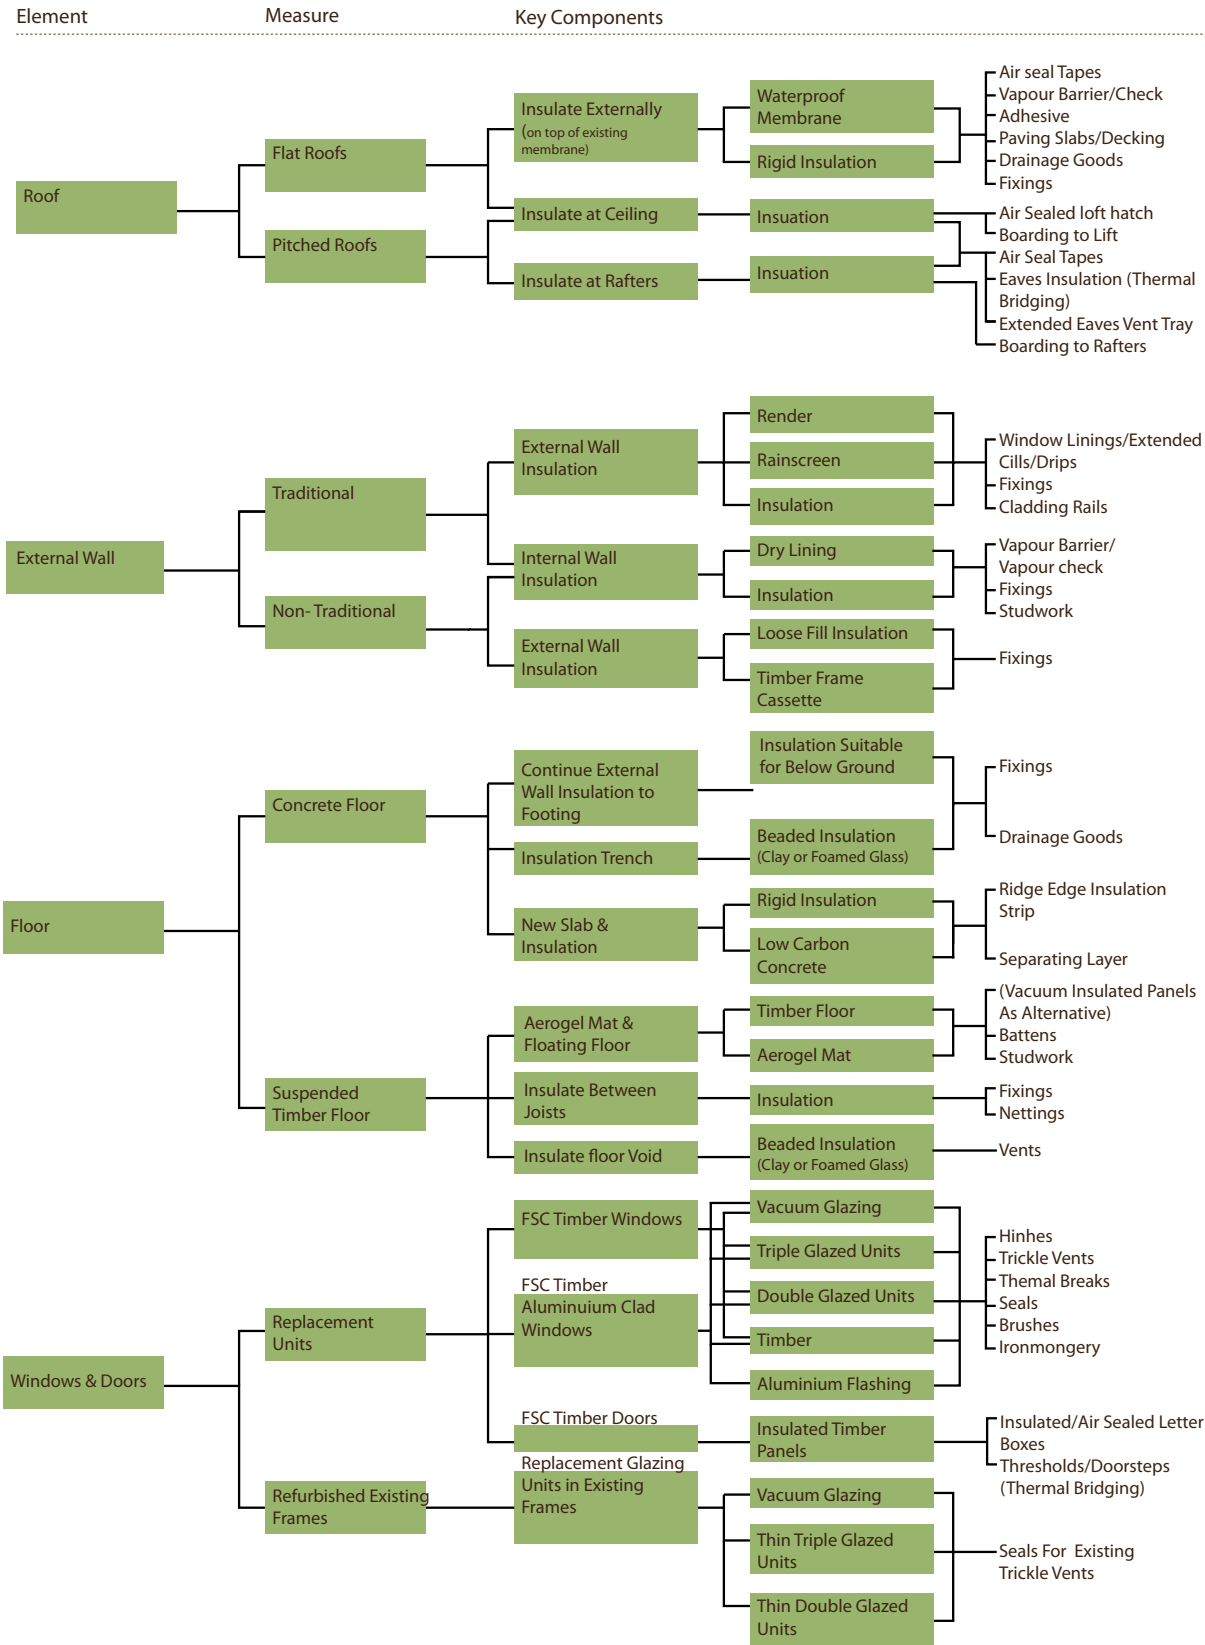 Element
Measure
Key Components
Roof
Flat Roofs
Pitched Roofs
Insulate Externally
(on top of existing
membrane)
Insulate at Ceiling
Insulate at Rafters
Waterproof
Membrane
Rigid Insulation
Insuation
Insuation
Air seal Tapes
Vapour Barrier/Check
Adhesive
Paving Slabs/Decking
Drainage Goods
Fixings
Air Sealed loft hatch
Boarding to Lift
Air Seal Tapes
Eaves Insulation (Thermal
Bridging)
Extended Eaves Vent Tray
Boarding to Rafters
External Wall
Traditional
Non- Traditional
External Wall
Insulation
Internal Wall
Insulation
External Wall
Insulation
Render
Rainscreen
Insulation
Dry Lining
Insulation
Loose Fill Insulation
Timber Frame
Cassette
Window Linings/Extended
Cills/Drips
Fixings
Cladding Rails
Vapour Barrier/
Vapour check
Fixings
Studwork
Fixings
Floor
Concrete Floor
Suspended
Timber Floor
Continue External
Wall Insulation to
Footing
Insulation Trench
New Slab &
Insulation
Aerogel Mat &
Floating Floor
Insulate Between
Joists
Insulate floor Void
Insulation Suitable
for Below Ground
Beaded Insulation
(Clay or Foamed Glass)
Rigid Insulation
Low Carbon
Concrete
Timber Floor
Aerogel Mat
Insulation
Beaded Insulation
(Clay or Foamed Glass)
Fixings
Drainage Goods
Ridge Edge Insulation
Strip
Separating Layer
(Vacuum Insulated Panels
As Alternative)
Battens
Studwork
Fixings
Nettings
Vents
Windows & Doors
Replacement
Units
Refurbished Existing
Frames
FSC Timber Windows
FSC Timber
Aluminuium Clad
Windows
FSC Timber Doors
Replacement Glazing
Units in Existing
Frames
Vacuum Glazing
Triple Glazed Units
Double Glazed Units
Timber
Aluminium Flashing
Insulated Timber
Panels
Vacuum Glazing
Thin Triple Glazed
Units
Thin Double Glazed
Units
Hinhes
Trickle Vents
Themal Breaks
Seals
Brushes
Ironmongery
Insulated/Air Sealed Letter
Boxes
Thresholds/Doorsteps
(Thermal Bridging)
Seals For Existing
Trickle Vents